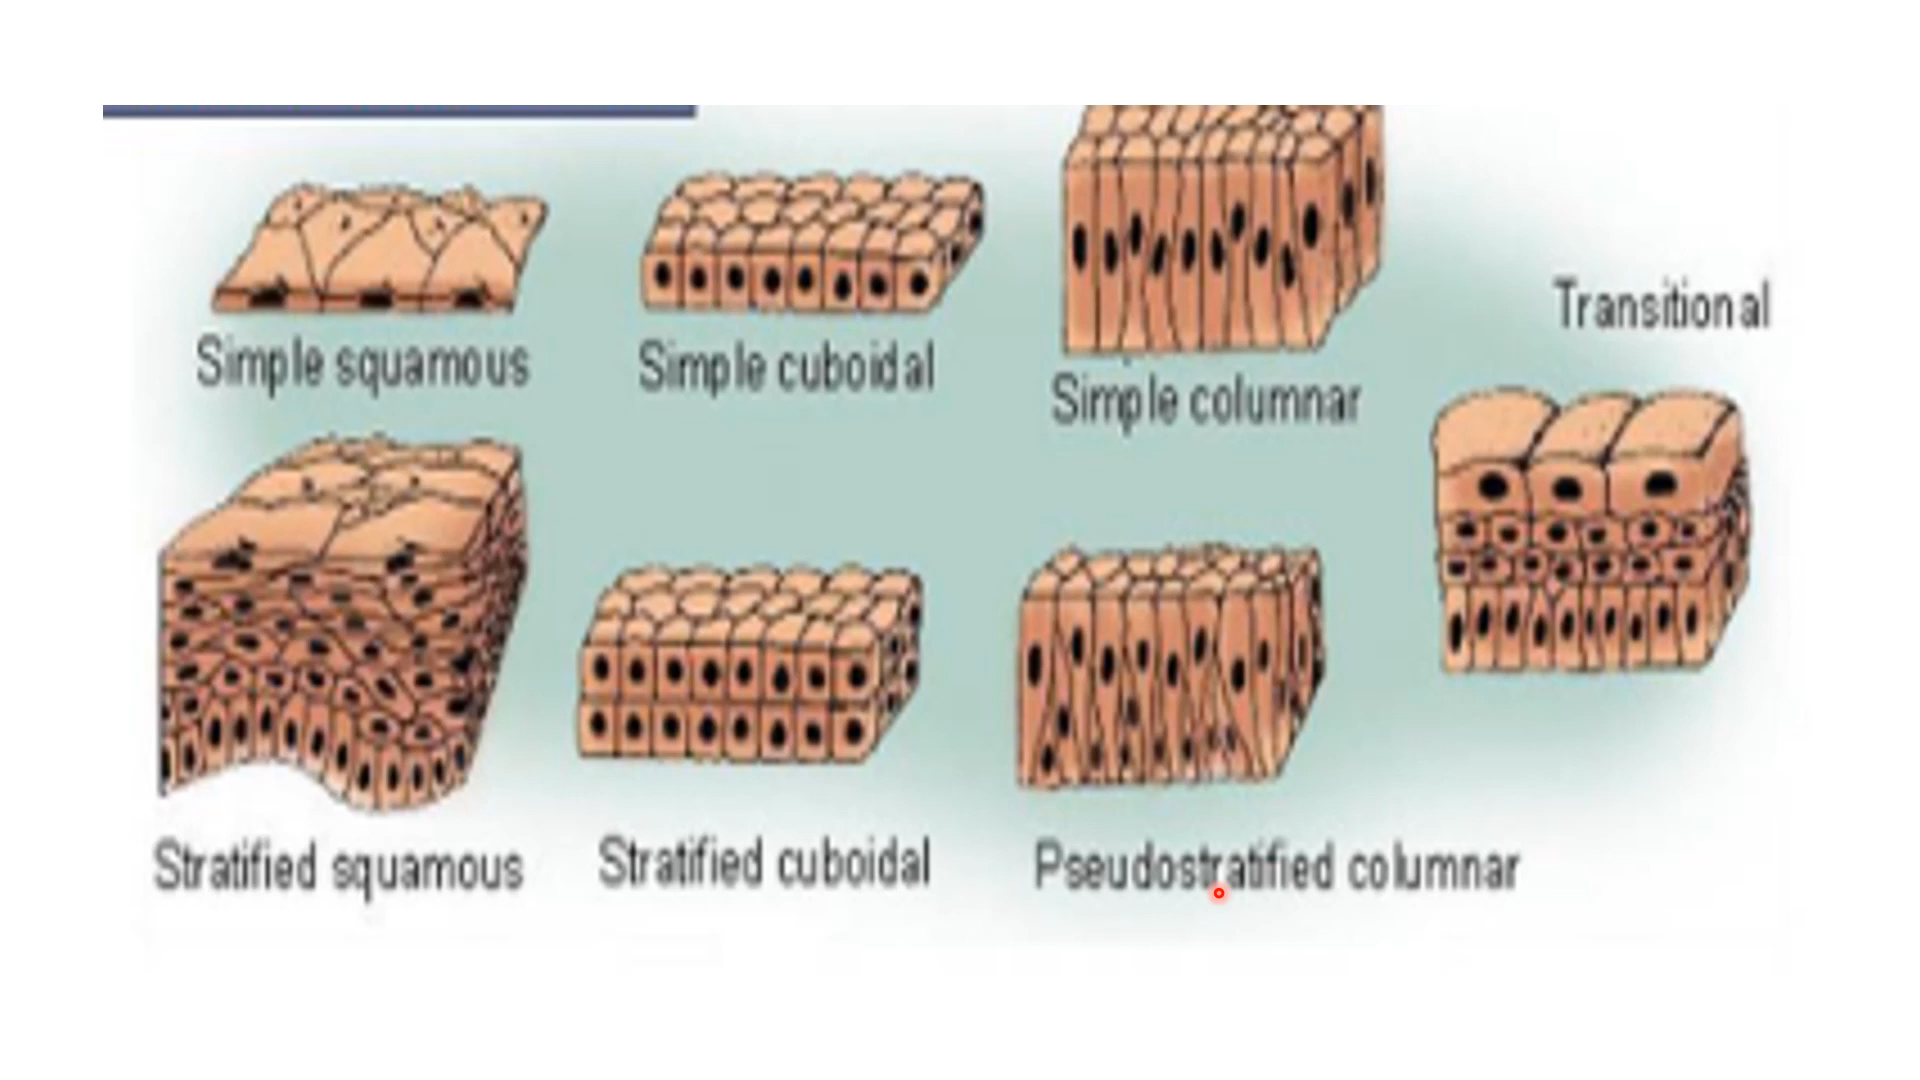 Simple squamous
Simple cuboidal
Simple columnar
Transitional
Stratified squamous
Stratified cuboidal
Pseudostratified columnar